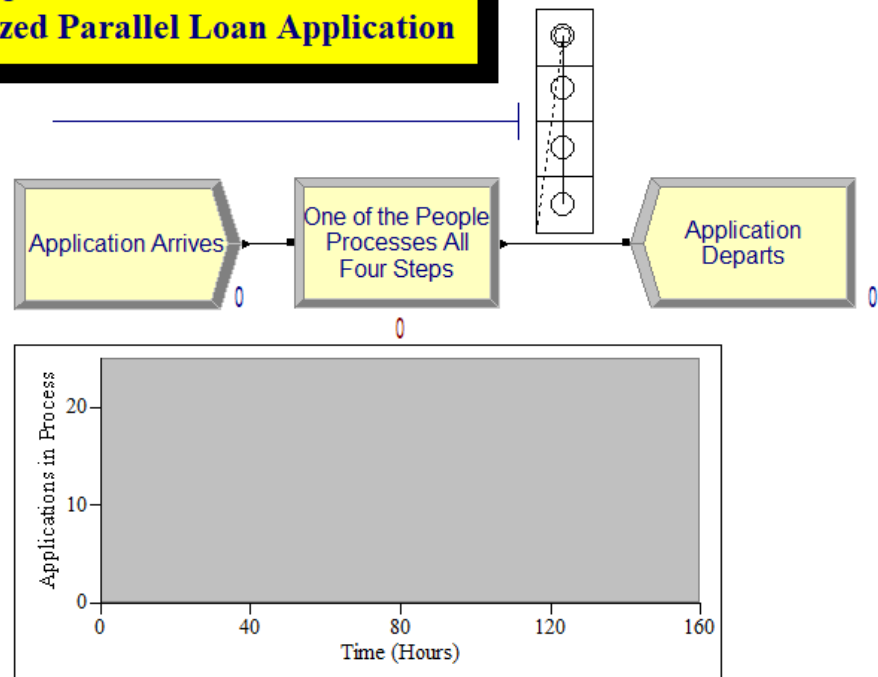 zed Parallel Loan Application
Application Arrives
0
One of the People
Processes All
Four Steps
0
Application
Departs
0
Applications in Process
20
10
0
0
40
80
120
160
Time (Hours)